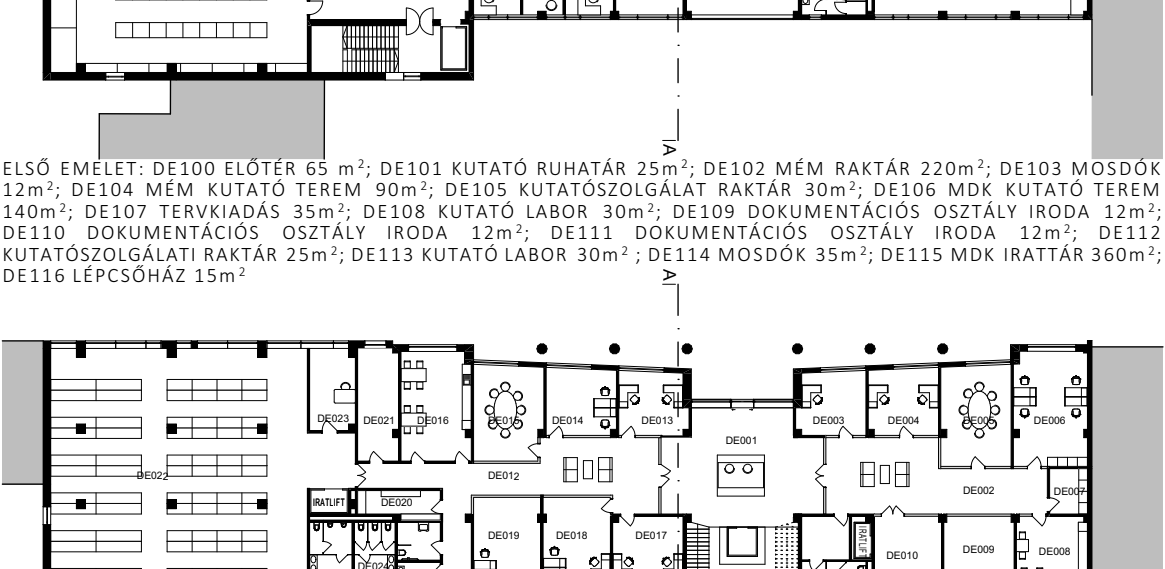 A
ELSŐ EMELET: DE100 ELŐTÉR 65 m²; DE101 KUTATÓ RUHATÁR 25m²; DE102 MÉM RAKTÁR 220m²; DE103 MOSDÓK
12m²; DE104 MÉM KUTATÓ TEREM 90m²; DE105 KUTATÓSZOLGÁLAT RAKTÁR 30m²; DE106 MDK KUTATÓ TEREM
140m²; DE107 TERVKIADÁS 35m²; DE108 KUTATÓ LABOR 30m²; DE109 DOKUMENTÁCIÓS OSZTÁLY IRODA 12m²;
DE110 DOKUMENTÁCIÓS OSZTÁLY IRODA 12m²; DE111 DOKUMENTÁCIÓS OSZTÁLY IRODA 12m²; DE112
KUTATÓSZOLGÁLATI RAKTÁR 25m²; DE113 KUTATÓ LABOR 30m² ; DE114 MOSDÓK 35m²; DE115 MDK IRATTÁR 360m²;
DE116 LÉPCSŐHÁZ 15m²
A
DE023 DE021 DE016 DE015 DE014 DE013 DE003 DE004 DE005 DE006
DE001
DE022 DE012 DE002 DE007
IRATLIFT DE020
DE019 DE018 DE017 IRATLIFT DE010 DE009 DE008
DE024